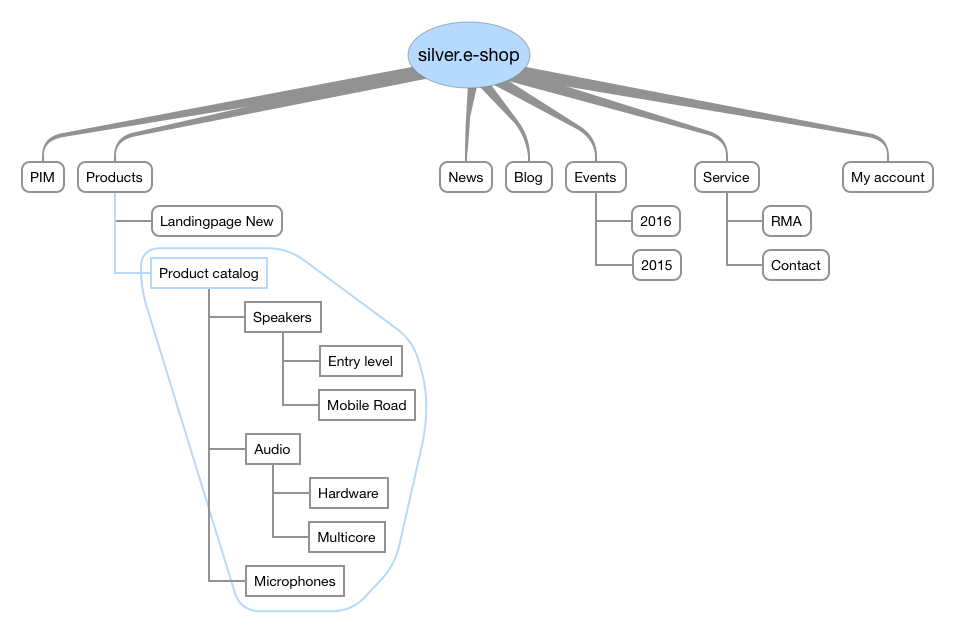 silver.e-shop
PIM
Products
News
Blog
Events
Service
My account
Landingpage New
2016
RMA
Product catalog
2015
Contact
Speakers
Entry level
Mobile Road
Audio
Hardware
Multicore
Microphones